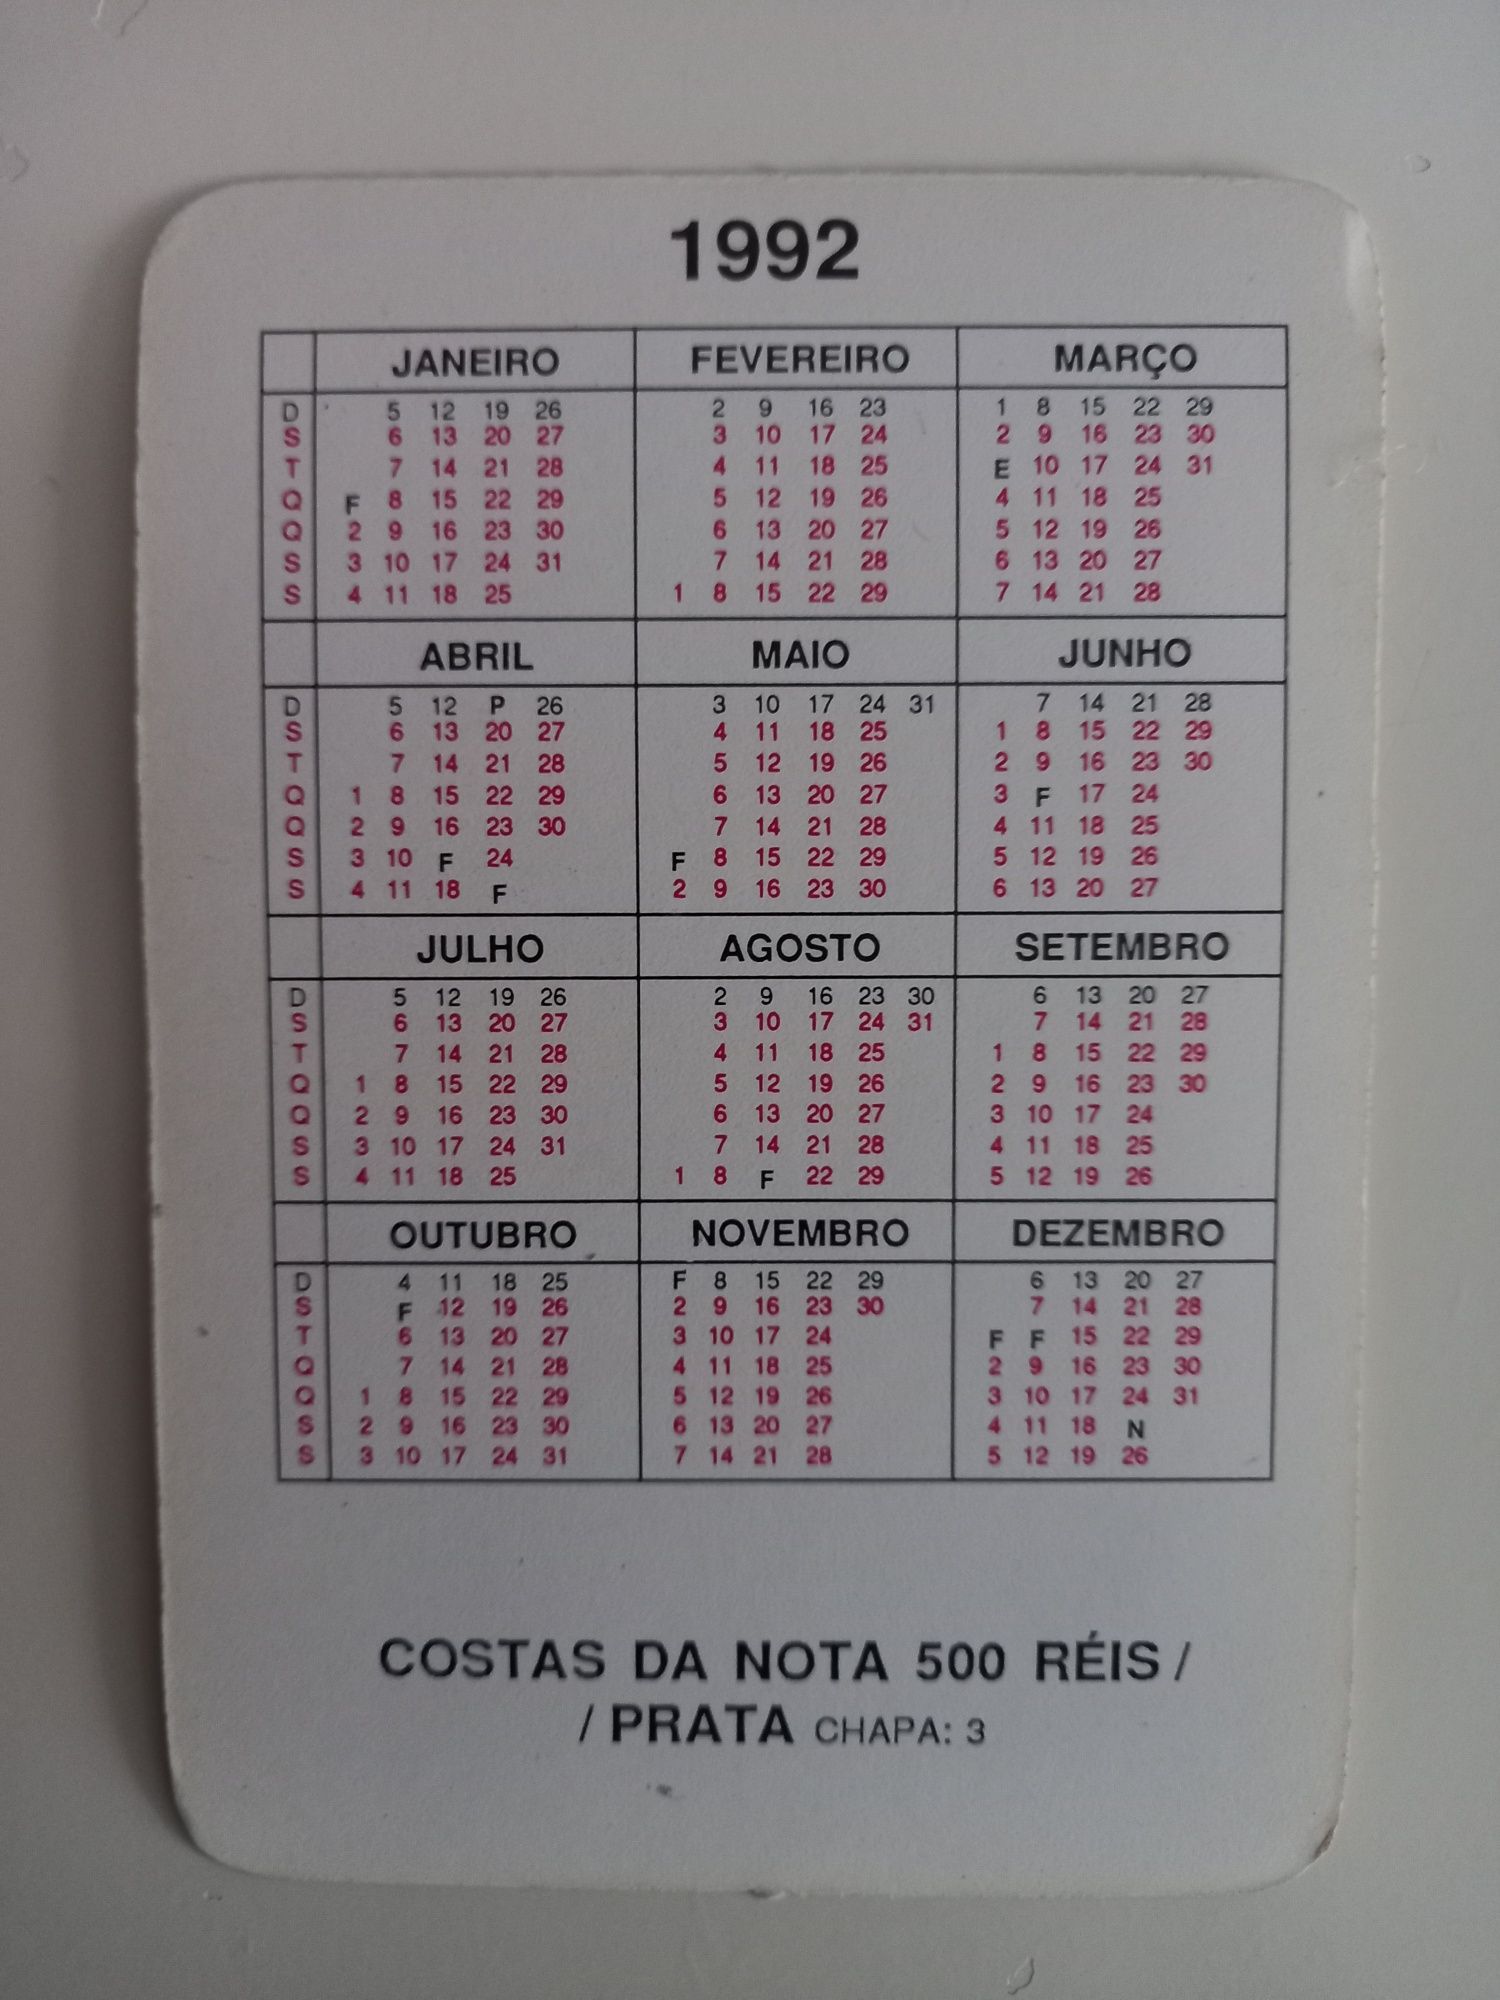 1992
JANEIRO FEVEREIRO MARÇO
D 5 12 19 26 2 9 16 23 1 8 15 22 29
S 6 13 20 27 3 10 17 24 2 9 16 23 30
T 7 14 21 28 4 11 18 25 E 10 17 24 31
Q F 8 15 22 29 5 12 19 26 4 11 18 25
Q 2 9 16 23 30 6 13 20 27 5 12 19 26
S 3 10 17 24 31 7 14 21 28 6 13 20 27
S 4 11 18 25 1 8 15 22 29 7 14 21 28
ABRIL MAIO JUNHO
D 5 12 P 26 3 10 17 24 31 7 14 21 28
S 6 13 20 27 4 11 18 25 1 8 15 22 29
T 7 14 21 28 5 12 19 26 2 9 16 23 30
Q 1 8 15 22 29 6 13 20 27 3 F 17 24
Q 2 9 16 23 30 7 14 21 28 4 11 18 25
S 3 10 F 24 F 8 15 22 29 5 12 19 26
S 4 11 18 F 2 9 16 23 30 6 13 20 27
JULHO AGOSTO SETEMBRO
D 5 12 19 26 2 9 16 23 30 6 13 20 27
S 6 13 20 27 3 10 17 24 31 7 14 21 28
T 7 14 21 28 4 11 18 25 1 8 15 22 29
Q 1 8 15 22 29 5 12 19 26 2 9 16 23 30
Q 2 9 16 23 30 6 13 20 27 3 10 17 24
S 3 10 17 24 31 7 14 21 28 4 11 18 25
S 4 11 18 25 1 8 F 22 29 5 12 19 26
OUTUBRO NOVEMBRO DEZEMBRO
D 4 11 18 25 F 8 15 22 29 6 13 20 27
S F 12 19 26 2 9 16 23 30 7 14 21 28
T 6 13 20 27 3 10 17 24 F F 15 22 29
Q 7 14 21 28 4 11 18 25 2 9 16 23 30
Q 1 8 15 22 29 5 12 19 26 3 10 17 24 31
S 2 9 16 23 30 6 13 20 27 4 11 18 N
S 3 10 17 24 31 7 14 21 28 5 12 19 26
COSTAS DA NOTA 500 RÉIS /
/ PRATA CHAPA: 3